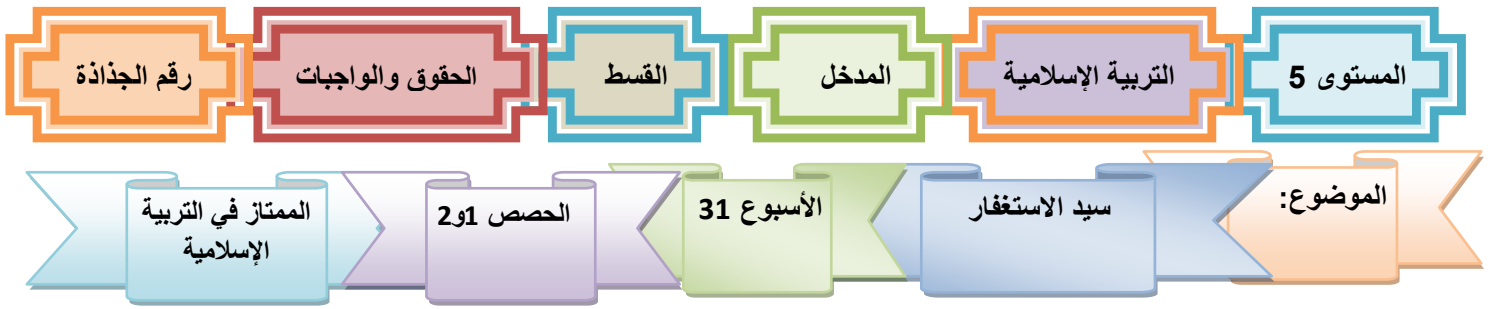 المستوى 5
التربية الإسلامية
المدخل
القسط
الحقوق والواجبات
رقم الجذاذة
الموضوع:
سيد الاستغفار
الأسبوع 31
الحصص 1و2
الممتاز في التربية
الإسلامية